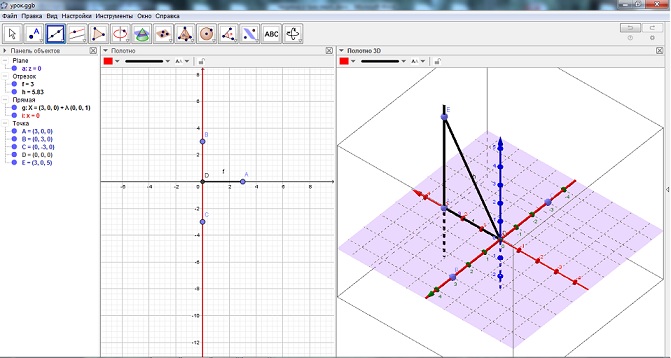 урок.ggb
Файл Правка Вид Настройки Инструменты Окно Справка
ABC
Панель объектов
Полотно
Полотно 3D
Plane
a: z = 0
Отрезок
f = 3
h = 5.83
Прямая
g: X = (3, 0, 0) + λ (0, 0, 1)
i: x = 0
Точка
A = (3, 0, 0)
B = (0, 3, 0)
C = (0, -3, 0)
D = (0, 0, 0)
E = (3, 0, 5)
8
4
B
2
D f A
-6 -4 -2 0 2 4 6
-2
C
-4
-6
-8
-10
-12
E